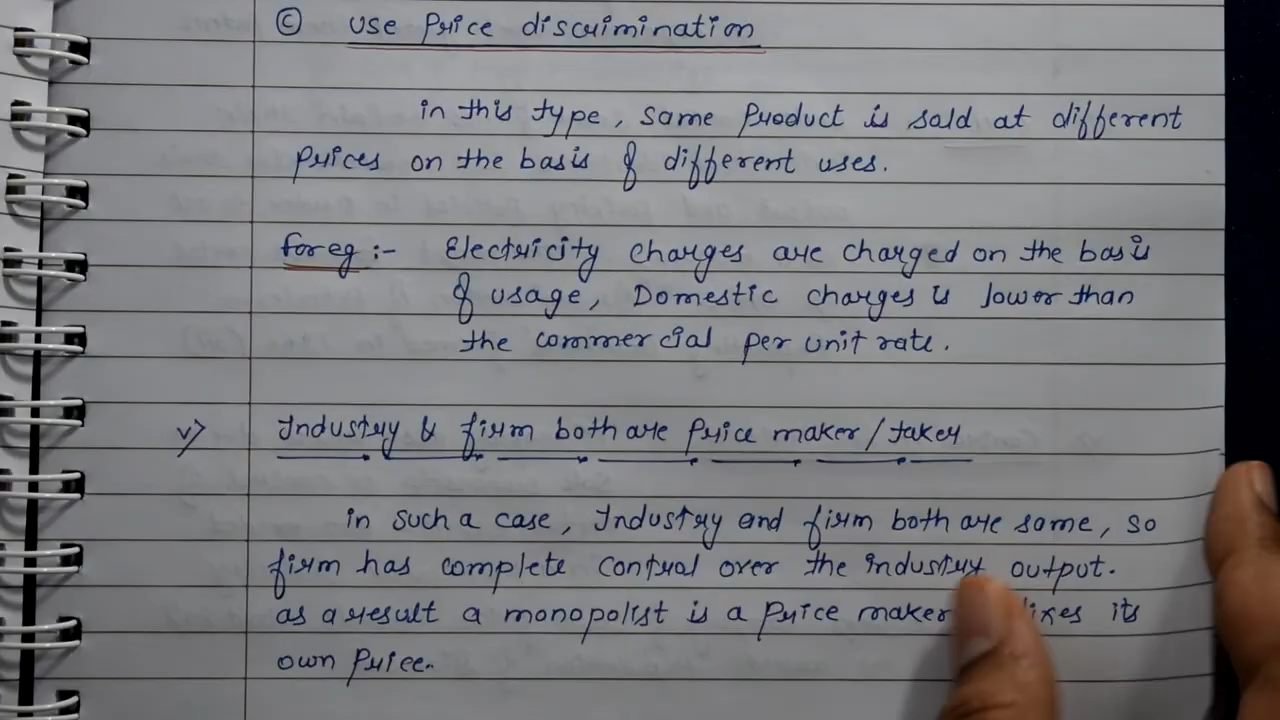 © Use Price discrimination
in this type, same Product is sold at different
Prices on the basis of different uses.
for eg :- Electricity charges are charged on the basis
of usage, Domestic charges is lower than
the commercial per unit rate.
v> Industry & firm both are Price maker / taker
in such a case, Industry and firm both are same, so
firm has complete control over the industry output.
as a result a monopolist is a Price maker its
own Price.